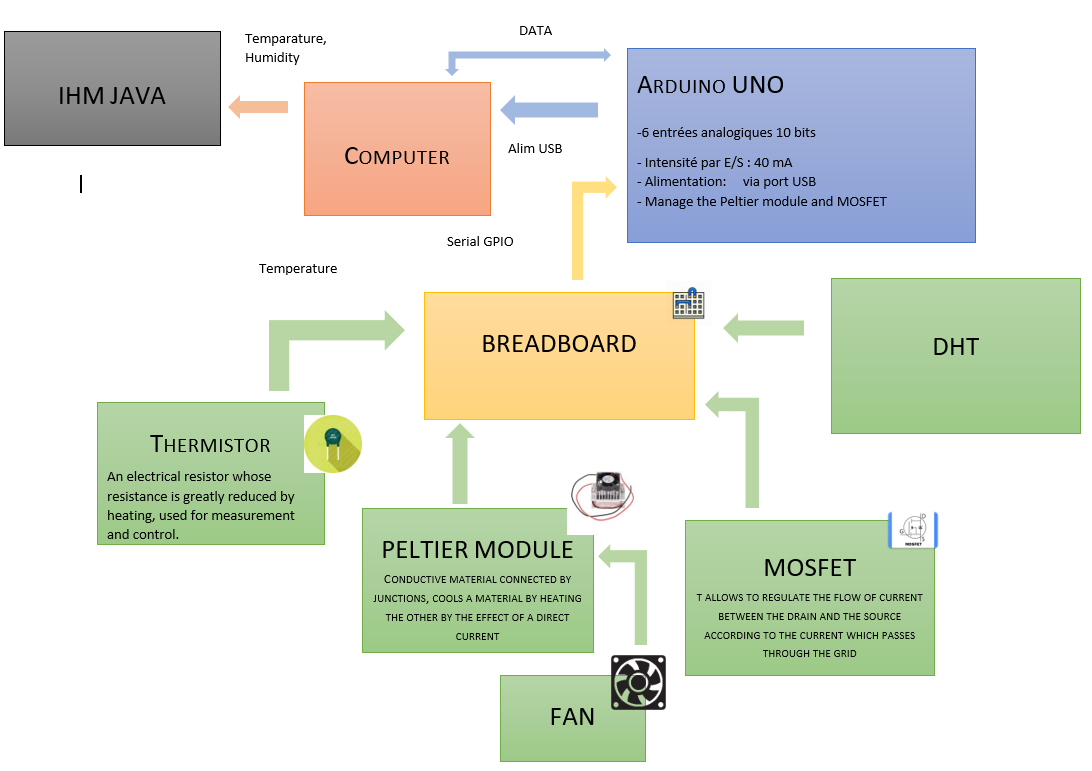 DATA
Temparature,
Humidity
IHM JAVA
COMPUTER
Alim USB
ARDUINO UNO
-6 entrées analogiques 10 bits
- Intensité par E/S : 40 mA
- Alimentation: via port USB
- Manage the Peltier module and MOSFET
Serial GPIO
Temperature
BREADBOARD
DHT
THERMISTOR
An electrical resistor whose
resistance is greatly reduced by
heating, used for measurement
and control.
PELTIER MODULE
CONDUCTIVE MATERIAL CONNECTED BY
JUNCTIONS, COOLS A MATERIAL BY HEATING
THE OTHER BY THE EFFECT OF A DIRECT
CURRENT
G
D
S
MOSFET
MOSFET
T ALLOWS TO REGULATE THE FLOW OF CURRENT
BETWEEN THE DRAIN AND THE SOURCE
ACCORDING TO THE CURRENT WHICH PASSES
THROUGH THE GRID
FAN